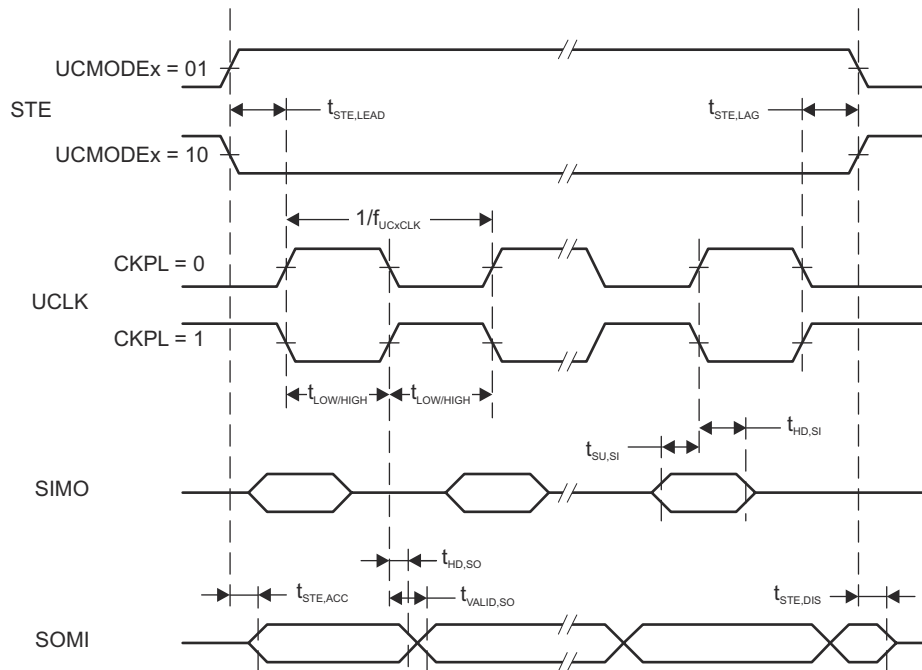 UCMODEx = 01
STE
tSTE,LEAD
tSTE,LAG
UCMODEx = 10
1/fUCxCLK
CKPL = 0
UCLK
CKPL = 1
tLOW/HIGH
tLOW/HIGH
tSU,SI
tHD,SI
SIMO
tHD,SO
tSTE,ACC
tVALID,SO
tSTE,DIS
SOMI